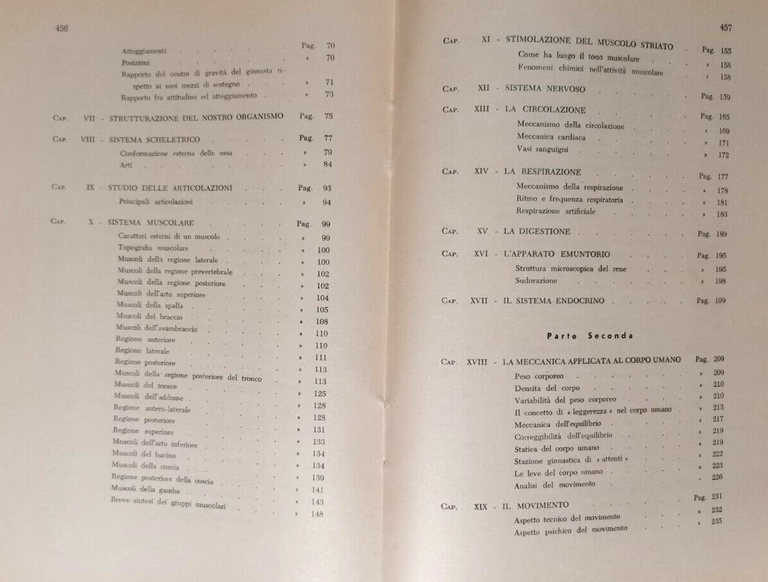 456
Atteggiamenti . . . . . Pag. 70
Posizioni . . . . . » 70
Rapporto del centro di gravità del ginnasta ri-
spetto ai suoi mezzi di sostegno . . . » 71
Rapporto fra attitudine ed atteggiamento . » 73
Cap. VII - STRUTTURAZIONE DEL NOSTRO ORGANISMO Pag. 75
Cap. VIII - SISTEMA SCHELETRICO . . . . Pag. 77
Conformazione esterna delle ossa . . . » 79
Arti . . . . . » 84
Cap. IX - STUDIO DELLE ARTICOLAZIONI . . . Pag. 93
Principali articolazioni . . . . » 94
Cap. X - SISTEMA MUSCOLARE . . . . Pag. 99
Caratteri esterni di un muscolo . . . . » 99
Topografia muscolare . . . . » 100
Muscoli della regione laterale . . . . » 100
Muscoli della regione prevertebrale . . . » 102
Muscoli della regione posteriore . . . » 102
Muscoli dell'arto superiore . . . . » 104
Muscoli della spalla . . . . » 105
Muscoli del braccio . . . . » 108
Muscoli dell'avambraccio . . . . » 110
Regione anteriore . . . . » 110
Regione laterale . . . . » 111
Regione posteriore . . . . » 113
Muscoli della regione posteriore del tronco . » 113
Muscoli del torace . . . . » 125
Muscoli dell'addome . . . . » 128
Regione antero-laterale . . . . » 128
Regione posteriore . . . . » 131
Regione superiore . . . . » 133
Muscoli dell'arto inferiore . . . . » 134
Muscoli del bacino . . . . » 134
Muscoli della coscia . . . . » 139
Regione posteriore della coscia . . . . » 141
Muscoli della gamba . . . . » 143
Breve sintesi dei gruppi muscolari . . . » 148
457
Cap. XI - STIMOLAZIONE DEL MUSCOLO STRIATO . Pag. 155
Come ha luogo il tono muscolare . . . » 158
Fenomeni chimici nell'attività muscolare . . » 158
Cap. XII - SISTEMA NERVOSO . . . . Pag. 159
Cap. XIII - LA CIRCOLAZIONE . . . . Pag. 165
Meccanismo della circolazione . . . . » 169
Meccanica cardiaca . . . . » 171
Vasi sanguigni . . . . » 172
Cap. XIV - LA RESPIRAZIONE . . . . Pag. 177
Meccanismo della respirazione . . . . » 178
Ritmo e frequenza respiratoria . . . . » 181
Respirazione artificiale . . . . » 183
Cap. XV - LA DIGESTIONE . . . . Pag. 189
Cap. XVI - L'APPARATO EMUNTORIO . . . . Pag. 195
Struttura microscopica del rene . . . . » 195
Sudorazione . . . . » 198
Cap. XVII - IL SISTEMA ENDOCRINO . . . . . Pag. 199
Parte Seconda
Cap. XVIII - LA MECCANICA APPLICATA AL CORPO UMANO Pag. 209
Peso corporeo . . . . » 209
Densità del corpo . . . . » 210
Variabilità del peso corporeo . . . . » 210
Il concetto di « leggerezza » nel corpo umano . » 213
Meccanica dell'equilibrio . . . . » 217
Correggibilità dell'equilibrio . . . . » 219
Statica del corpo umano . . . . » 219
Stazione ginnastica di « attenti » . . . » 222
Le leve del corpo umano . . . . » 223
Analisi del movimento . . . . » 226
Cap. XIX - IL MOVIMENTO . . . . Pag. 231
Aspetto tecnico del movimento . . . . » 232
Aspetto psichico del movimento . . . . » 235